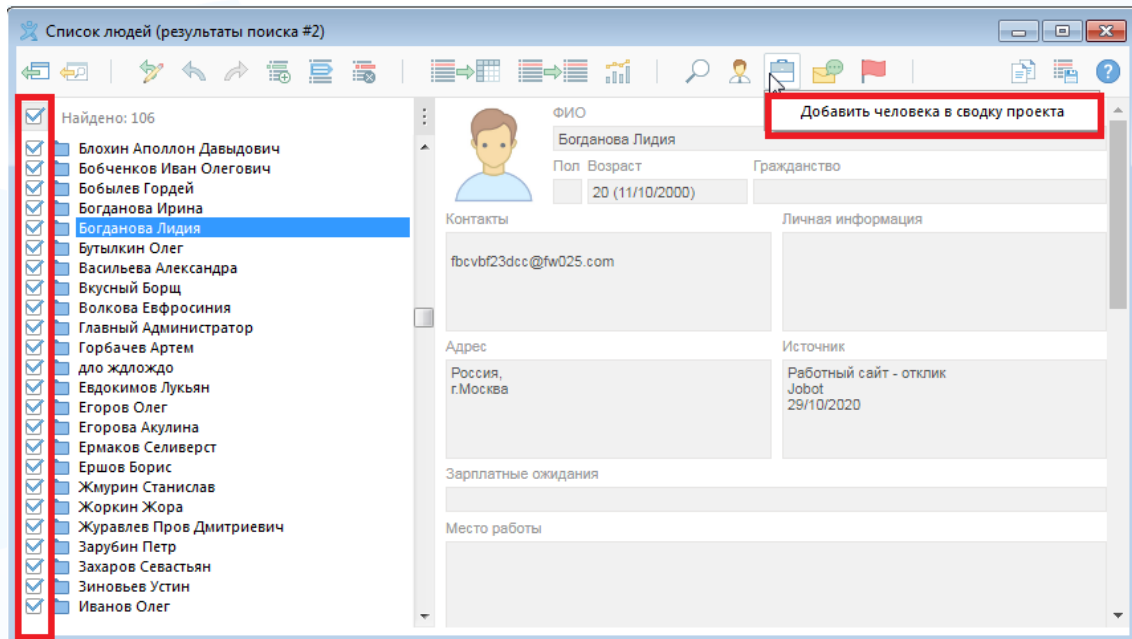 Список людей (результаты поиска #2)
Добавить человека в сводку проекта
Найдено: 106
Блохин Аполлон Давыдович
Бобченков Иван Олегович
Бобылев Гордей
Богданова Ирина
Богданова Лидия
Бутылкин Олег
Васильева Александра
Вкусный Борщ
Волкова Евфросиния
Главный Администратор
Горбачев Артем
дло ждлождо
Евдокимов Лукьян
Егоров Олег
Егорова Акулина
Ермаков Селиверст
Ершов Борис
Жмурин Станислав
Жоркин Жора
Журавлев Пров Дмитриевич
Зарубин Петр
Захаров Севастьян
Зиновьев Устин
Иванов Олег
ФИО
Богданова Лидия
Пол Возраст Гражданство
20 (11/10/2000)
Контакты
fbcvbf23dcc@fw025.com
Личная информация
Адрес
Россия,
г.Москва
Источник
Работный сайт - отклик
Jobot
29/10/2020
Зарплатные ожидания
Место работы